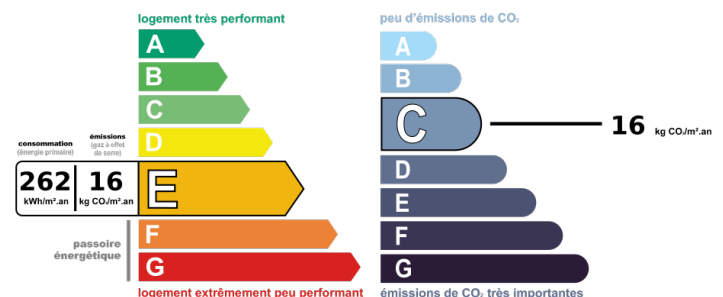 logement très performant
A
B
C
D
consommation
(énergie primaire)
émissions
(gaz à effet
de serre)
262
kWh/m².an
16
kg CO₂/m².an
E
F
G
passoire
énergétique
logement extrêmement peu performant
peu d'émissions de CO₂
A
B
C
16
kg CO₂/m².an
D
E
F
G
émissions de CO₂ très importantes